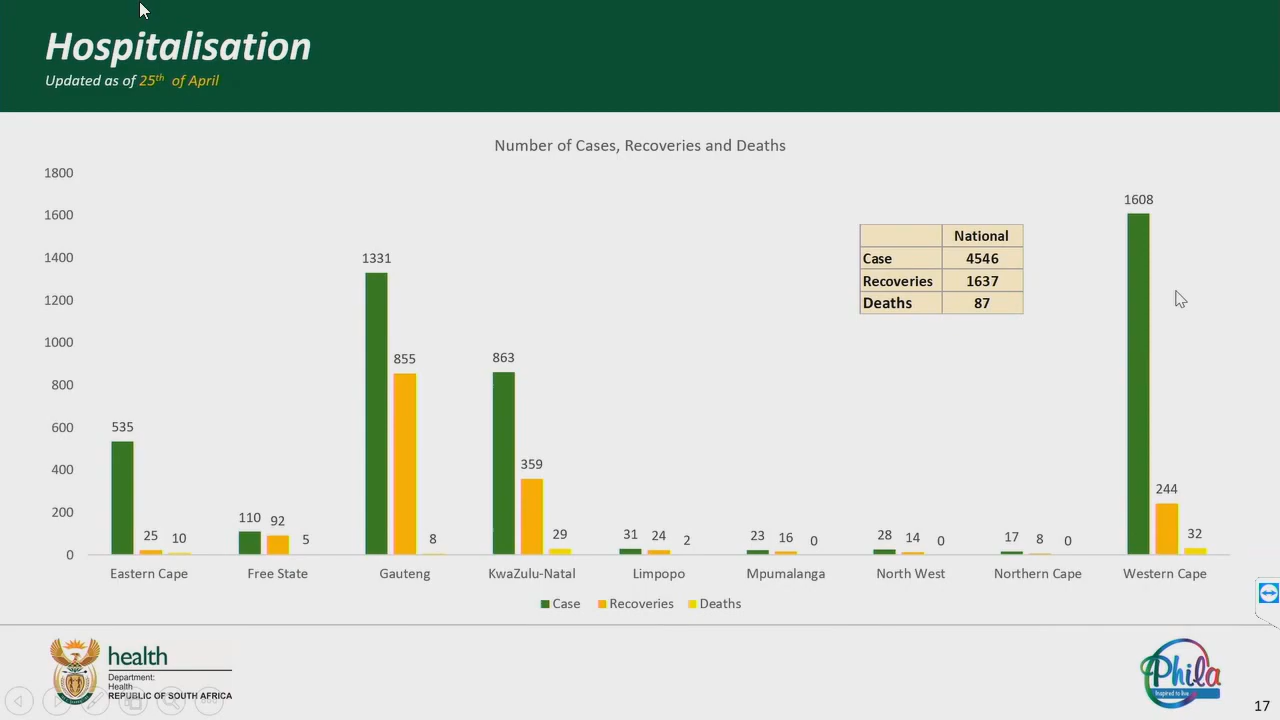 Hospitalisation
Updated as of 25th of April
Number of Cases, Recoveries and Deaths
1800
1600
1400
1200
1000
800
600
400
200
0
535
25
10
110
92
5
1331
855
8
863
359
29
31
24
2
23
16
0
28
14
0
17
8
0
1608
244
32
National
Case 4546
Recoveries 1637
Deaths 87
Eastern Cape
Free State
Gauteng
KwaZulu-Natal
Limpopo
Mpumalanga
North West
Northern Cape
Western Cape
Case Recoveries Deaths
health
Department:
Health
REPUBLIC OF SOUTH AFRICA
Phila
Inspired to live
17